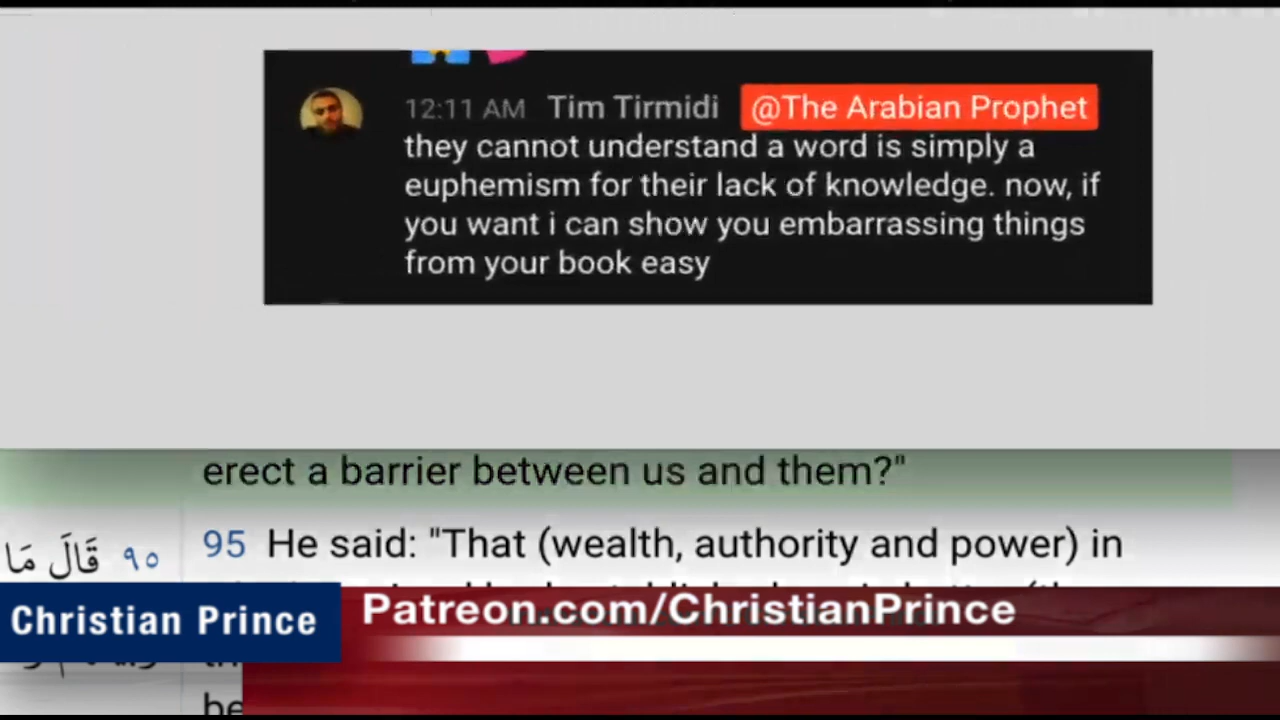 12:11 AM Tim Tirmidi @The Arabian Prophet
they cannot understand a word is simply a
euphemism for their lack of knowledge. now, if
you want i can show you embarrassing things
from your book easy
erect a barrier between us and them?"
95 He said: "That (wealth, authority and power) in
٩٥ قَالَ مَا
Christian Prince
Patreon.com/ChristianPrince
be